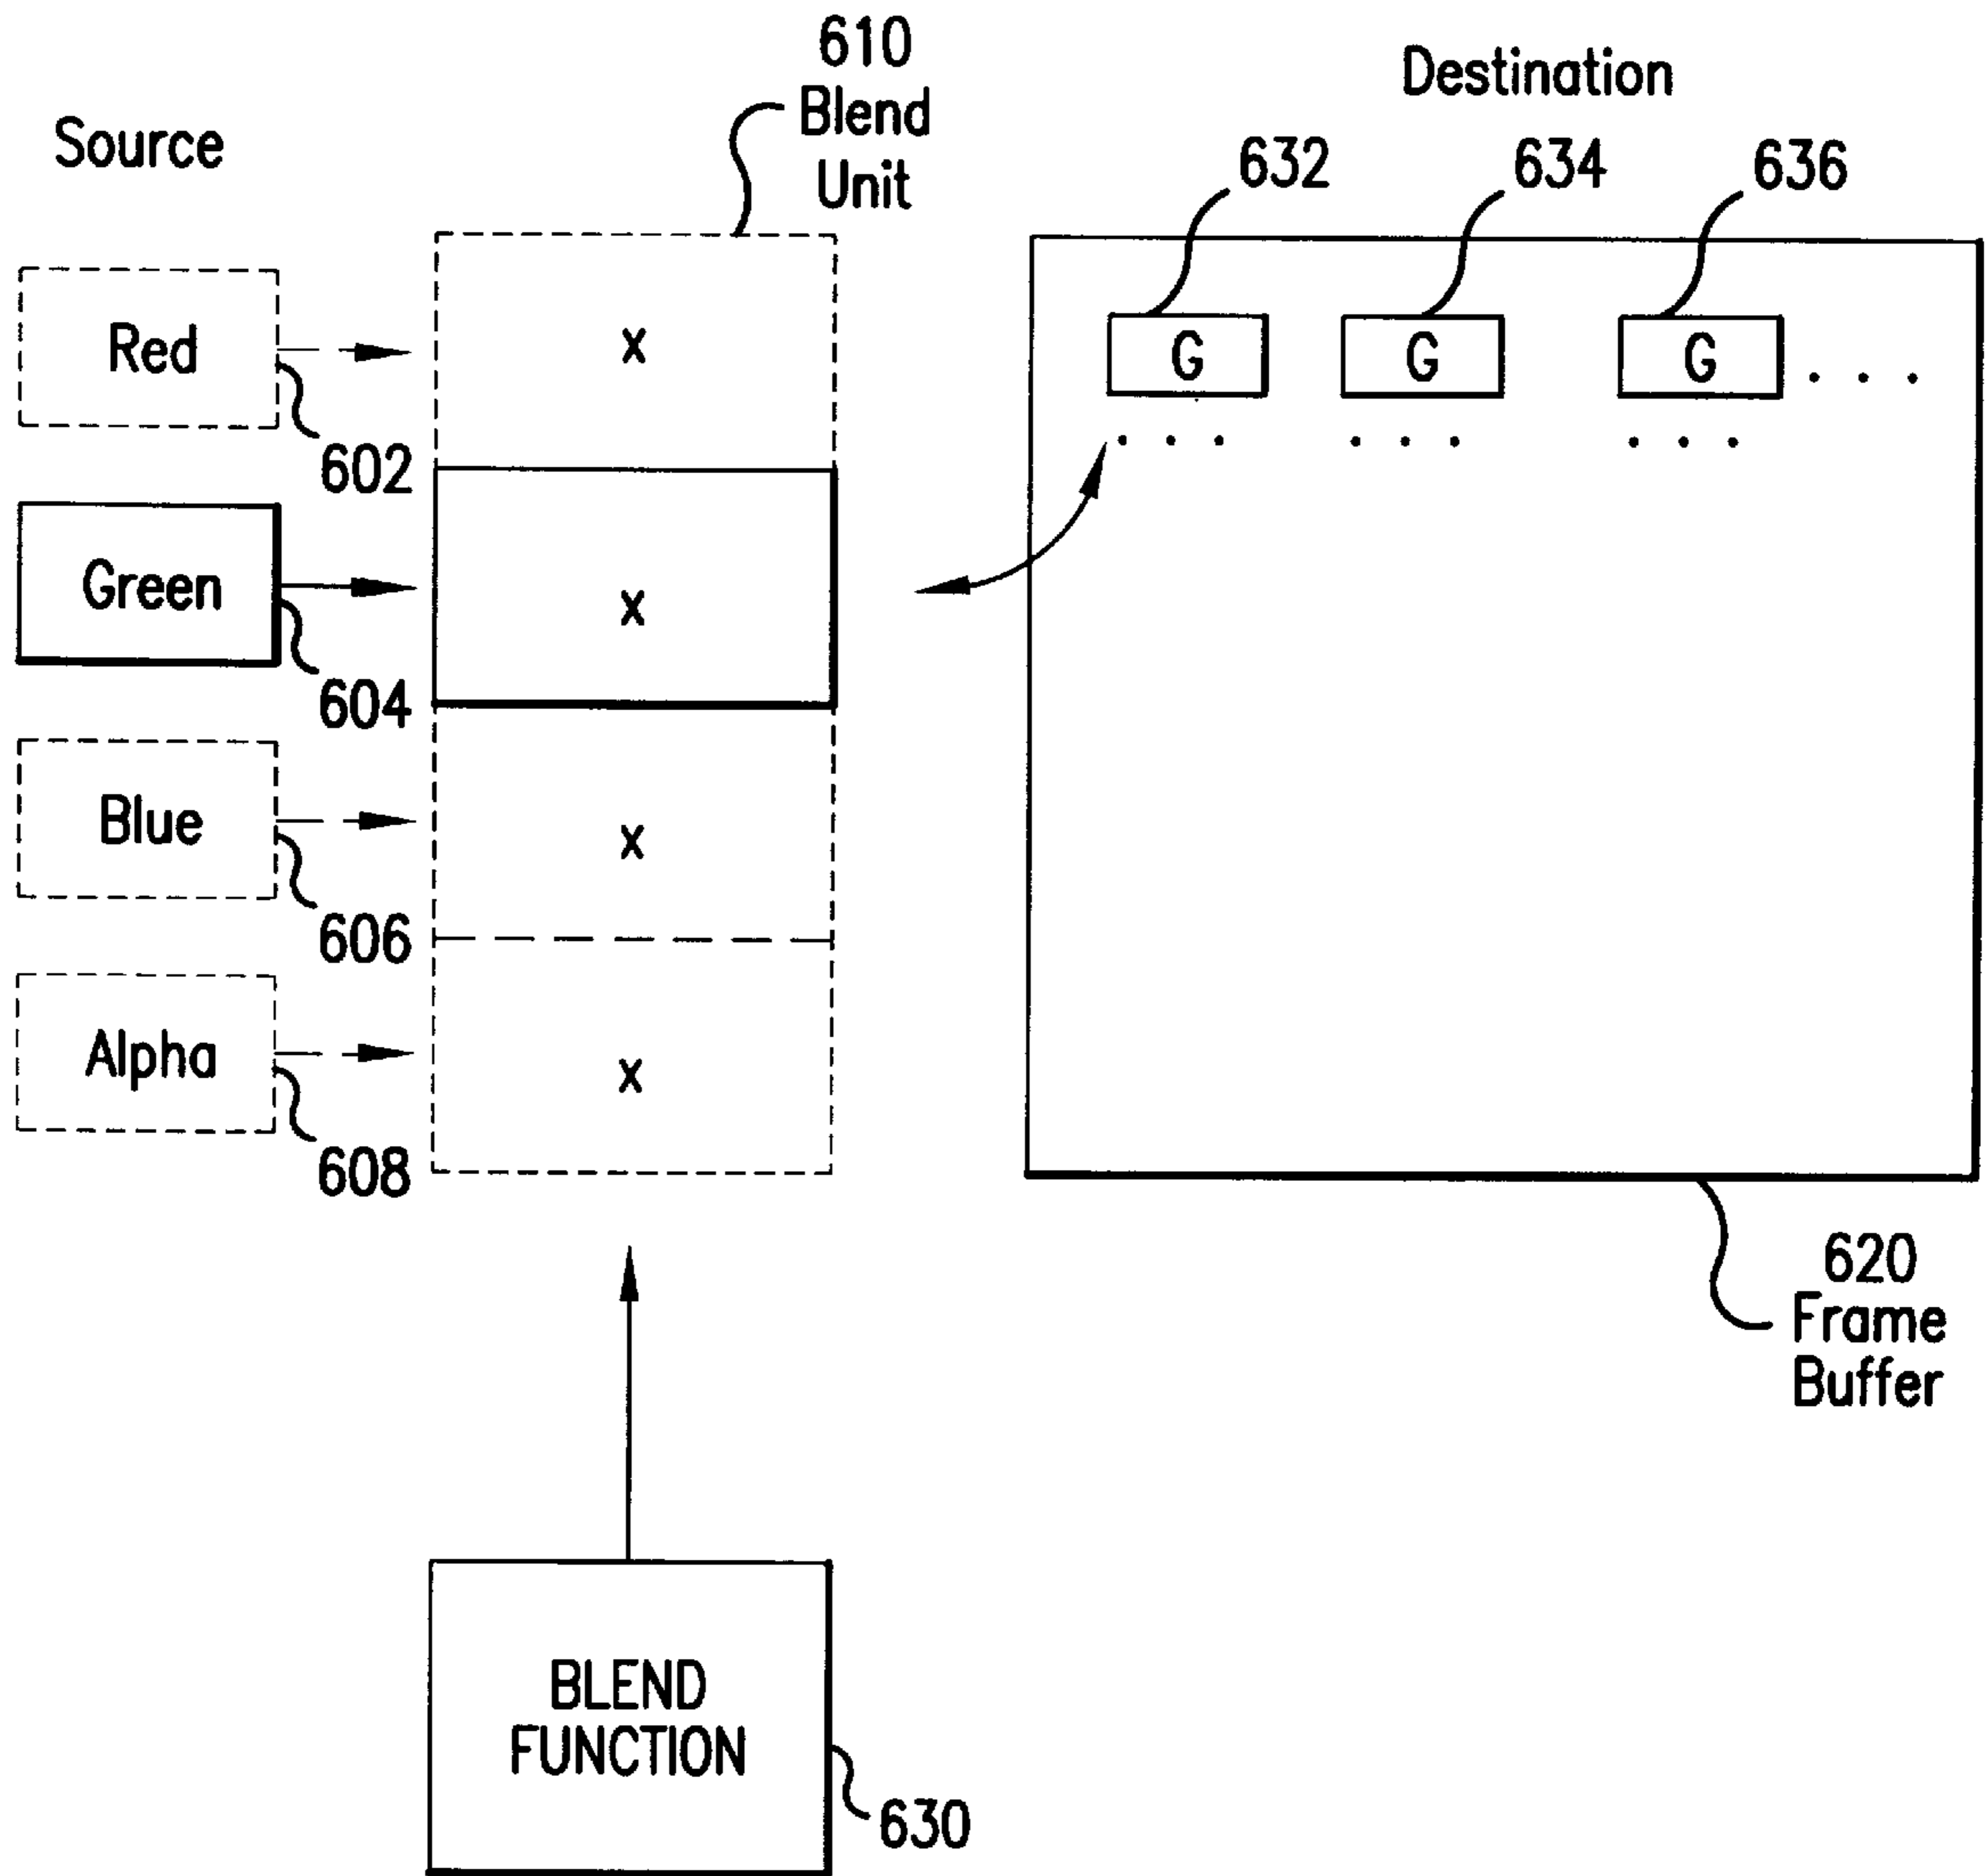 610
Blend
Unit
Destination
Source
632
634
636
Red
x
G
G
G
. . .
602
. . .
. . .
. . .
Green
x
604
Blue
x
606
Alpha
x
608
620
Frame
Buffer
BLEND
FUNCTION
630